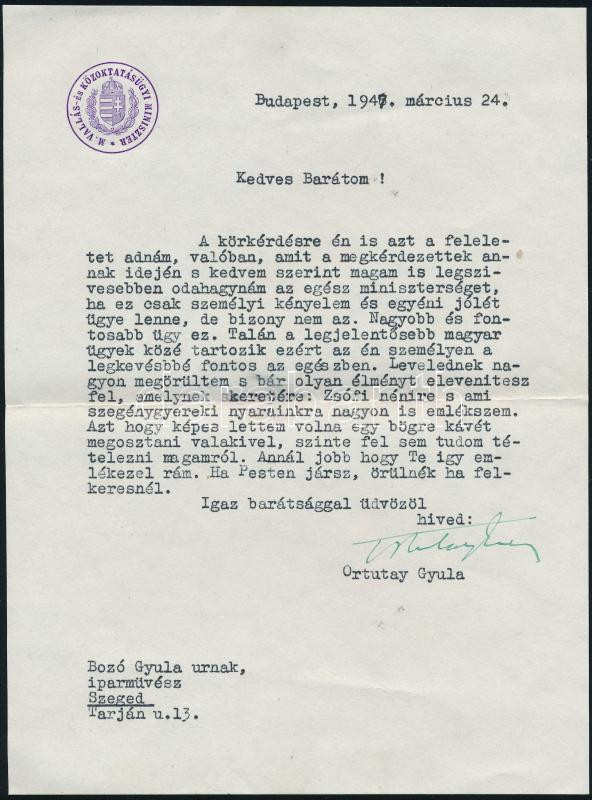 M. VALLÁS- ÉS KÖZOKTATÁSÜGYI MINISZTER
Budapest, 1947. március 24.
Kedves Barátom !
A körkérdésre én is azt a felele-
tet adnám, valóban, amit a megkérdezettek an-
nak idején s kedvem szerint magam is legszi-
vesebben odahagynám az egész miniszterséget,
ha ez csak személyi kényelem és egyéni jólét
ügye lenne, de bizony nem az. Nagyobb és fon-
tosabb ügy ez. Talán a legjelentősebb magyar
ügyek közé tartozik ezért az én személyem a
legkevésbbé fontos az egészben. Levelednek na-
gyon megörültem s bár olyan élményt elevenitesz
fel, amelynek skeretére: Zsófi nénire s ami
szegénygyereki nyarainkra nagyon is emlékszem.
Azt hogy képes lettem volna egy bögre kávét
megosztani valakivel, szinte fel sem tudom té-
telezni magamról. Annál jobb hogy Te igy em-
lékezel rám. Ha Pesten jársz, örülnék ha fel-
keresnél.
Igaz barátsággal üdvözöl
hived:
Ortutay Gyula
Bozó Gyula urnak,
iparmüvész
Szeged
Tarján u.13.